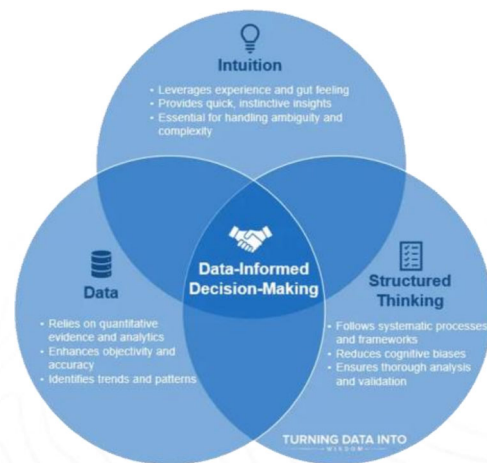 Intuition
• Leverages experience and gut feeling
• Provides quick, instinctive insights
• Essential for handling ambiguity and
complexity
Data-Informed
Decision-Making
Data
• Relies on quantitative
evidence and analytics
• Enhances objectivity and
accuracy
• Identifies trends and patterns
Structured
Thinking
• Follows systematic processes
and frameworks
• Reduces cognitive biases
• Ensures thorough analysis
and validation
TURNING DATA INTO
WISDOM